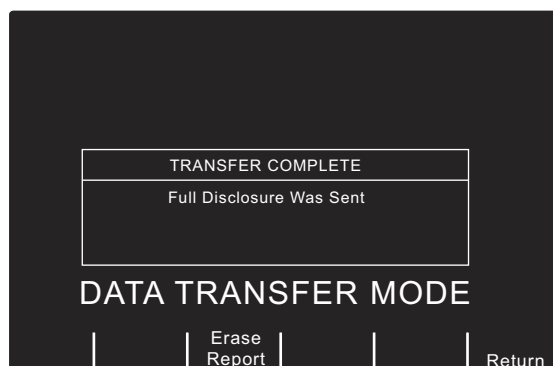 TRANSFER COMPLETE
Full Disclosure Was Sent
DATA TRANSFER MODE
Erase
Report
Return